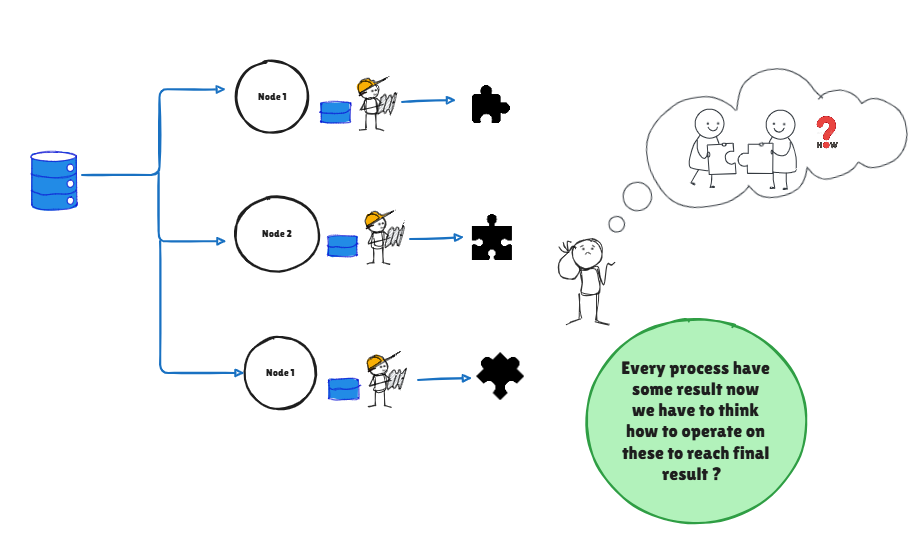 Node 1
HOW
Node 2
Node 1
Every process have
some result now
we have to think
how to operate on
these to reach final
result ?